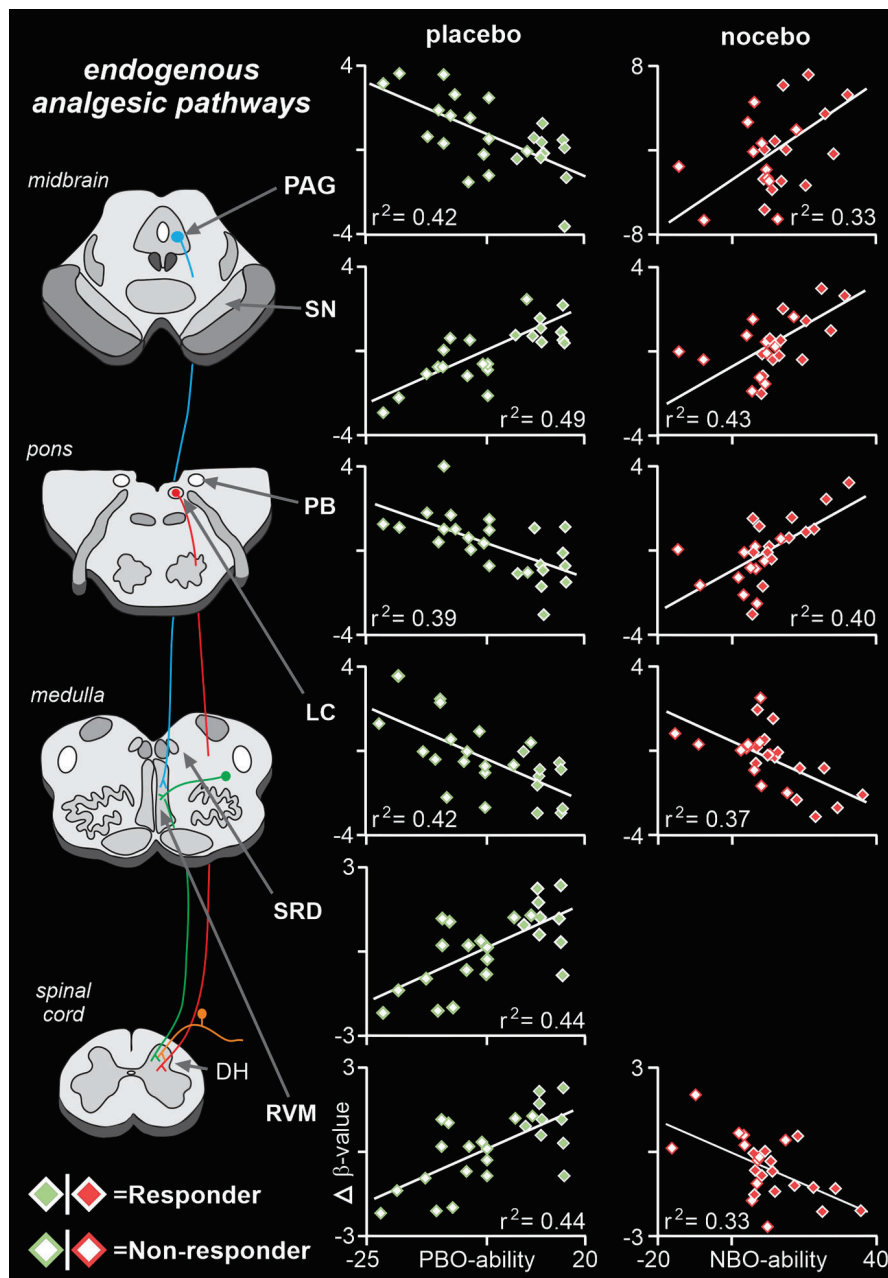 endogenous
analgesic pathways
midbrain
PAG
SN
pons
PB
LC
medulla
SRD
spinal
cord
DH
RVM
=Responder
=Non-responder
placebo
nocebo
4
r² = 0.42
-4
8
r² = 0.33
-8
4
r² = 0.49
-4
4
r² = 0.43
-4
4
r² = 0.39
-4
4
r² = 0.40
-4
4
r² = 0.42
-4
4
r² = 0.37
-4
3
r² = 0.44
-3
3
Δ β-value
r² = 0.44
-3
-25
PBO-ability
20
3
r² = 0.33
-3
-20
NBO-ability
40